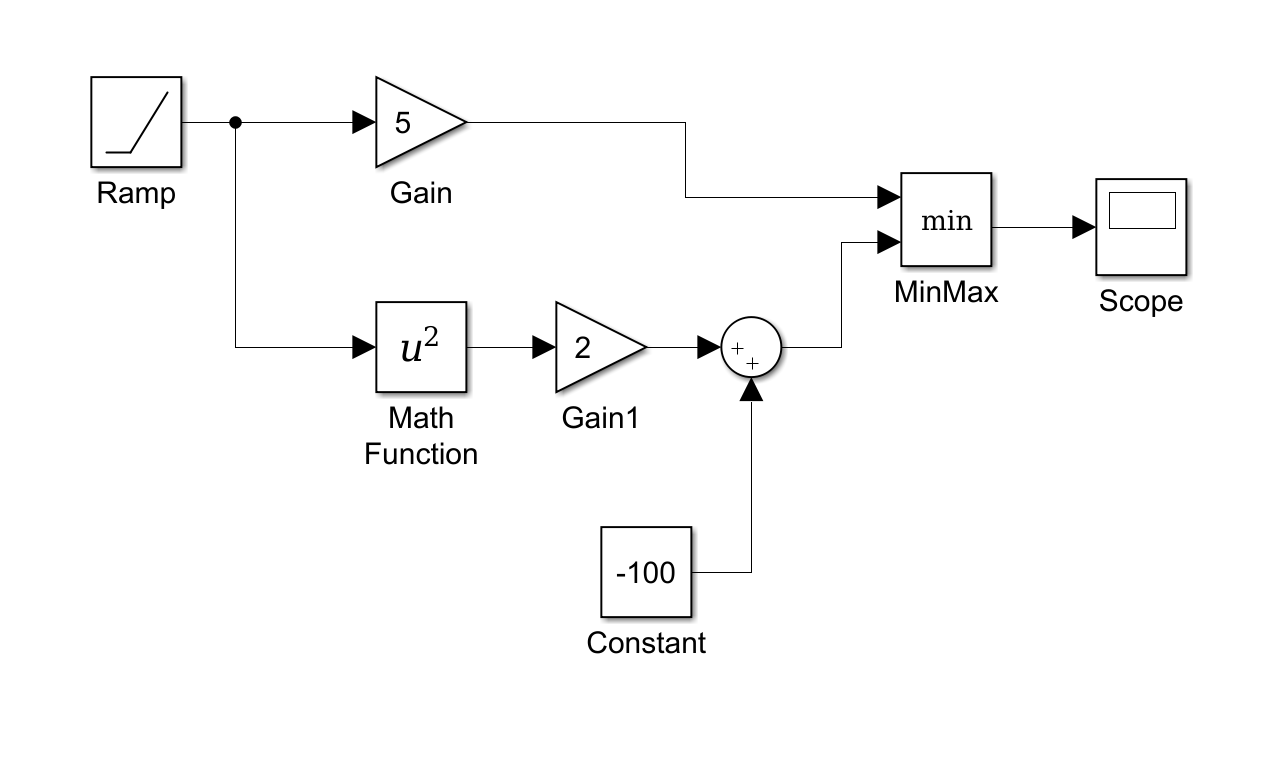 5
Ramp
Gain
min
MinMax
Scope
u²
2
+
+
Math
Function
Gain1
-100
Constant